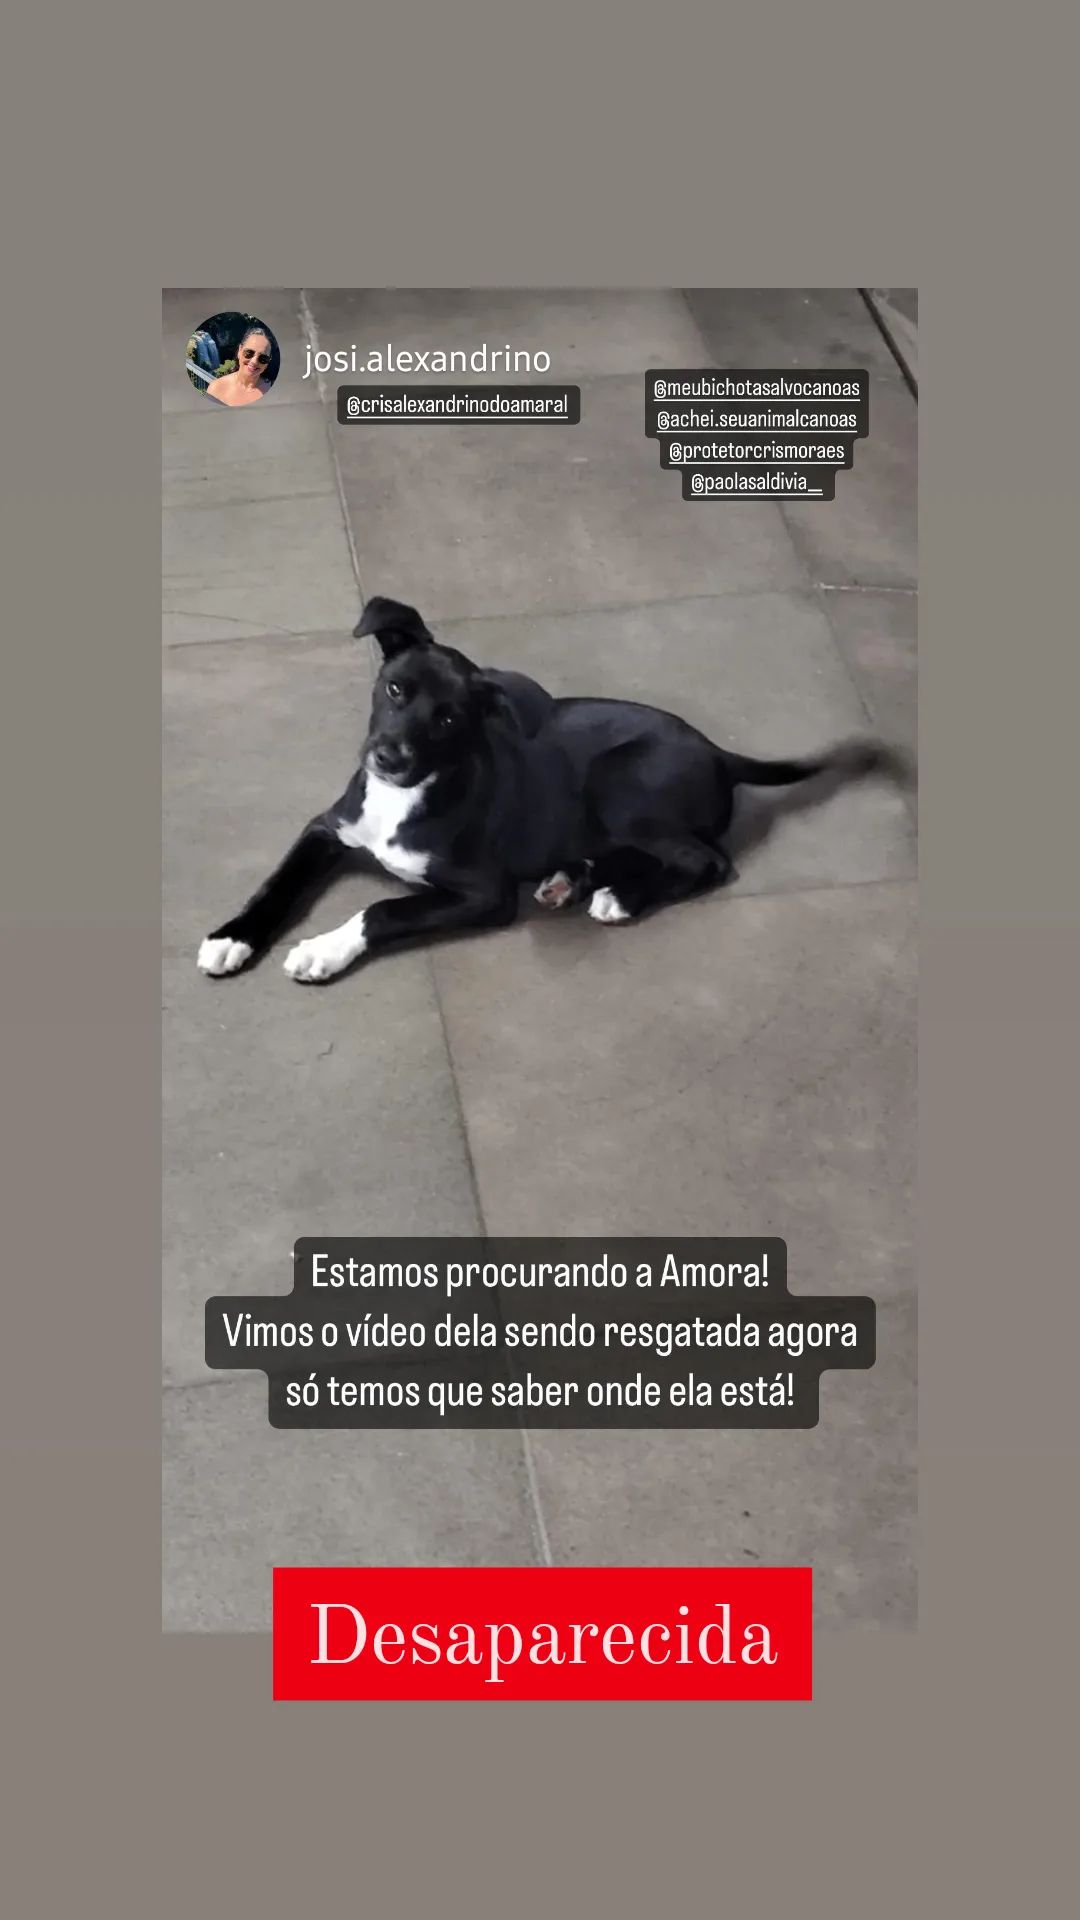 josi.alexandrino
@crisalexandrinodoamaral
@meubichotasalvocanoas
@achei.seuanimalcanoas
@protetorcrismoraes
@paolasaldivia__
Estamos procurando a Amora!
Vimos o vídeo dela sendo resgatada agora
só temos que saber onde ela está!
Desaparecida